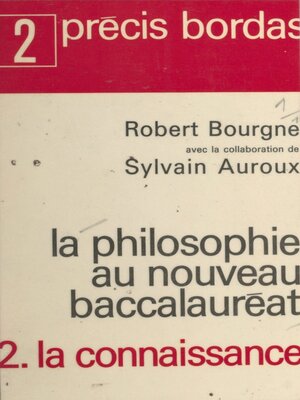 2 précis bordas
Robert Bourgne
avec la collaboration de
Sylvain Auroux
la philosophie
au nouveau
baccalauréat
2. la connaissance